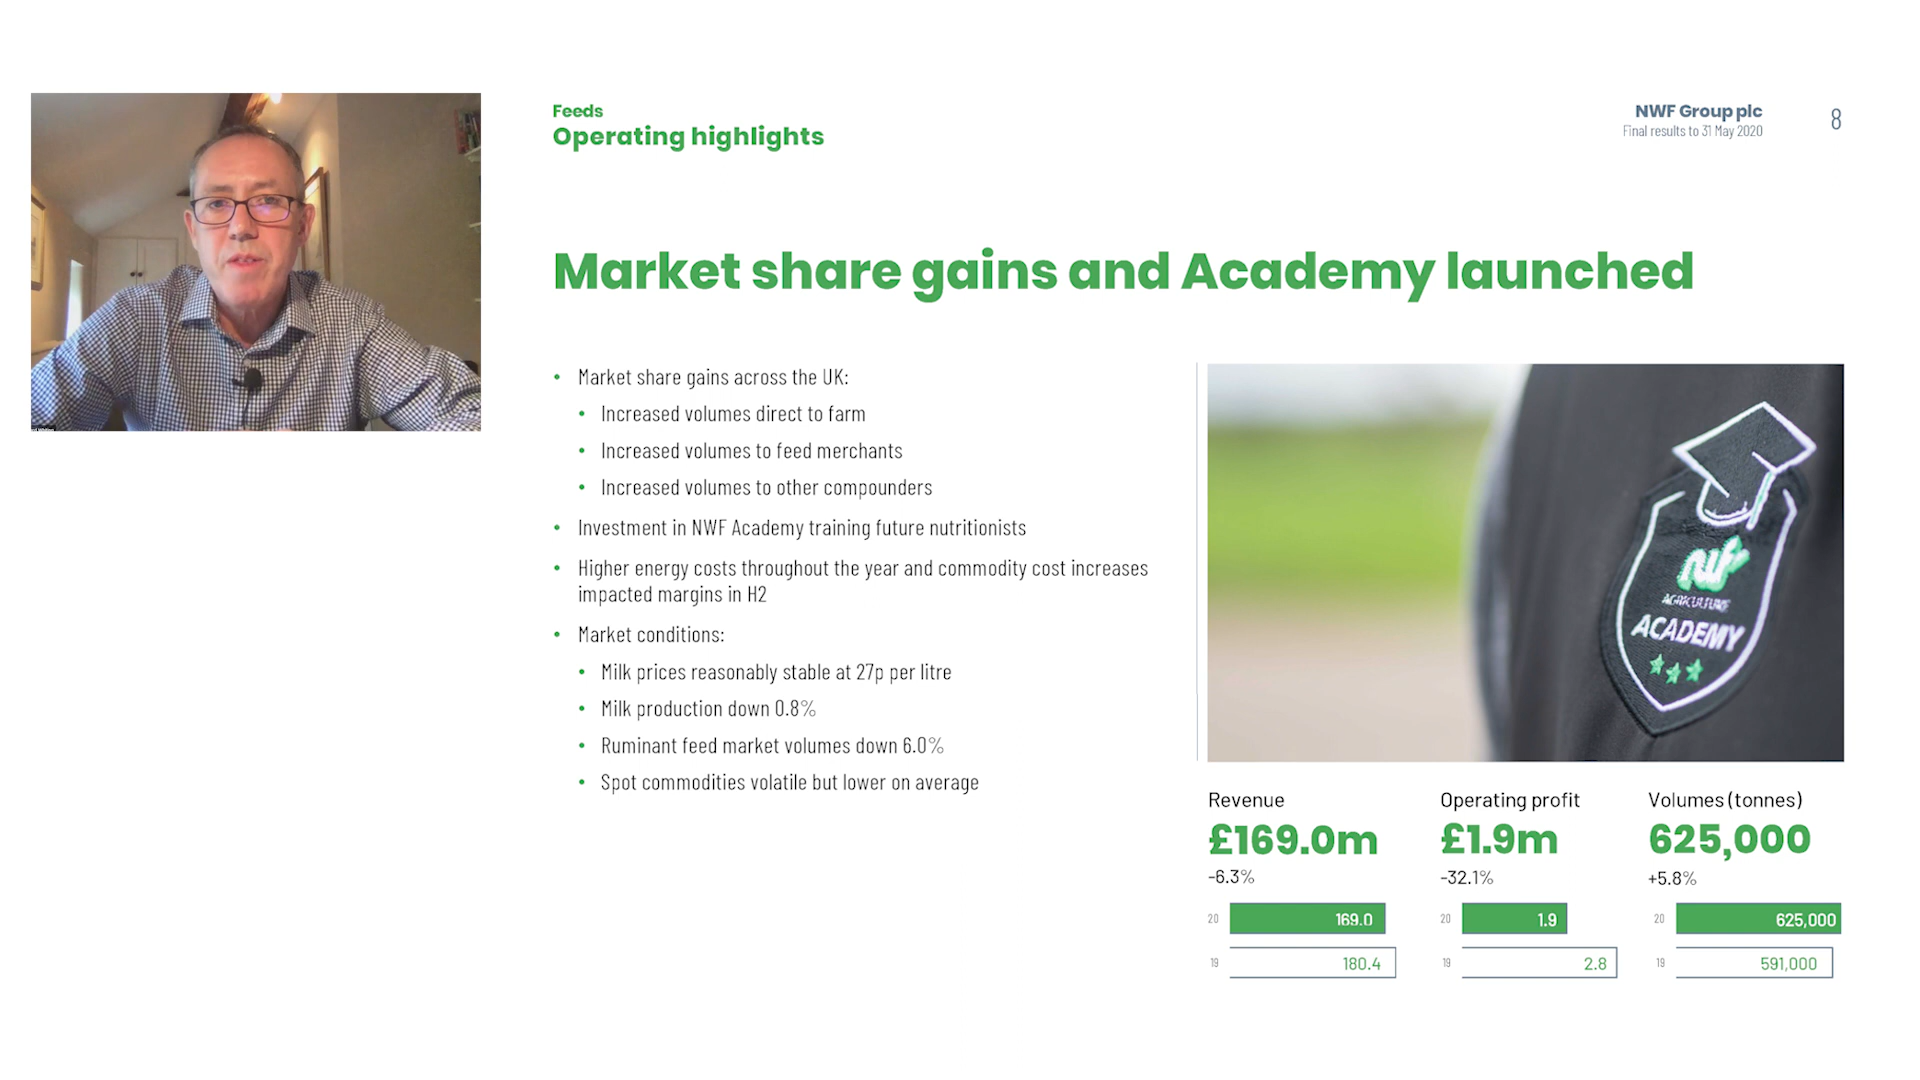 Feeds
Operating highlights
NWF Group plc
Final results to 31 May 2020
8
Market share gains and Academy launched
• Market share gains across the UK:
• Increased volumes direct to farm
• Increased volumes to feed merchants
• Increased volumes to other compounders
• Investment in NWF Academy training future nutritionists
• Higher energy costs throughout the year and commodity cost increases
impacted margins in H2
• Market conditions:
• Milk prices reasonably stable at 27p per litre
• Milk production down 0.8%
• Ruminant feed market volumes down 6.0%
• Spot commodities volatile but lower on average
nwf
AGRICULTURE
ACADEMY
Revenue
£169.0m
-6.3%
20 169.0
19 180.4
Operating profit
£1.9m
-32.1%
20 1.9
19 2.8
Volumes (tonnes)
625,000
+5.8%
20 625,000
19 591,000